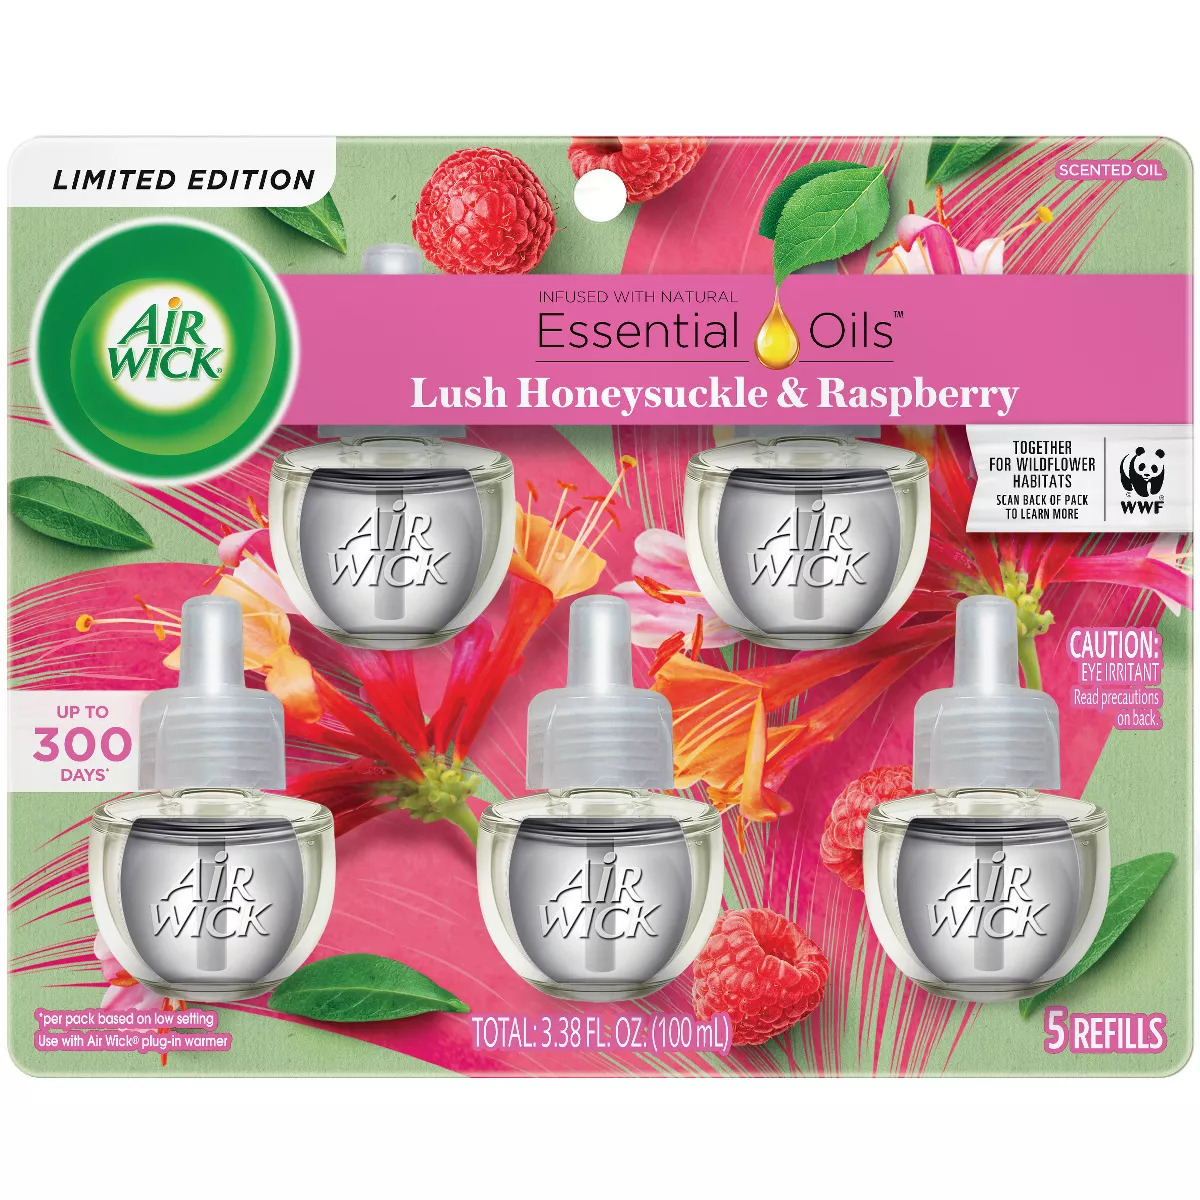 LIMITED EDITION
SCENTED OIL
AiR
WICK®
INFUSED WITH NATURAL
Essential Oils™
Lush Honeysuckle & Raspberry
TOGETHER
FOR WILDFLOWER
HABITATS
SCAN BACK OF PACK
TO LEARN MORE
WWF
®
AiR
WICK
AiR
WICK
CAUTION:
EYE IRRITANT
Read precautions
on back.
UP TO
300
DAYS*
AiR
WICK
AiR
WICK
AiR
WICK
*per pack based on low setting
Use with Air Wick® plug-in warmer
TOTAL: 3.38 FL. OZ. (100 mL)
5 REFILLS